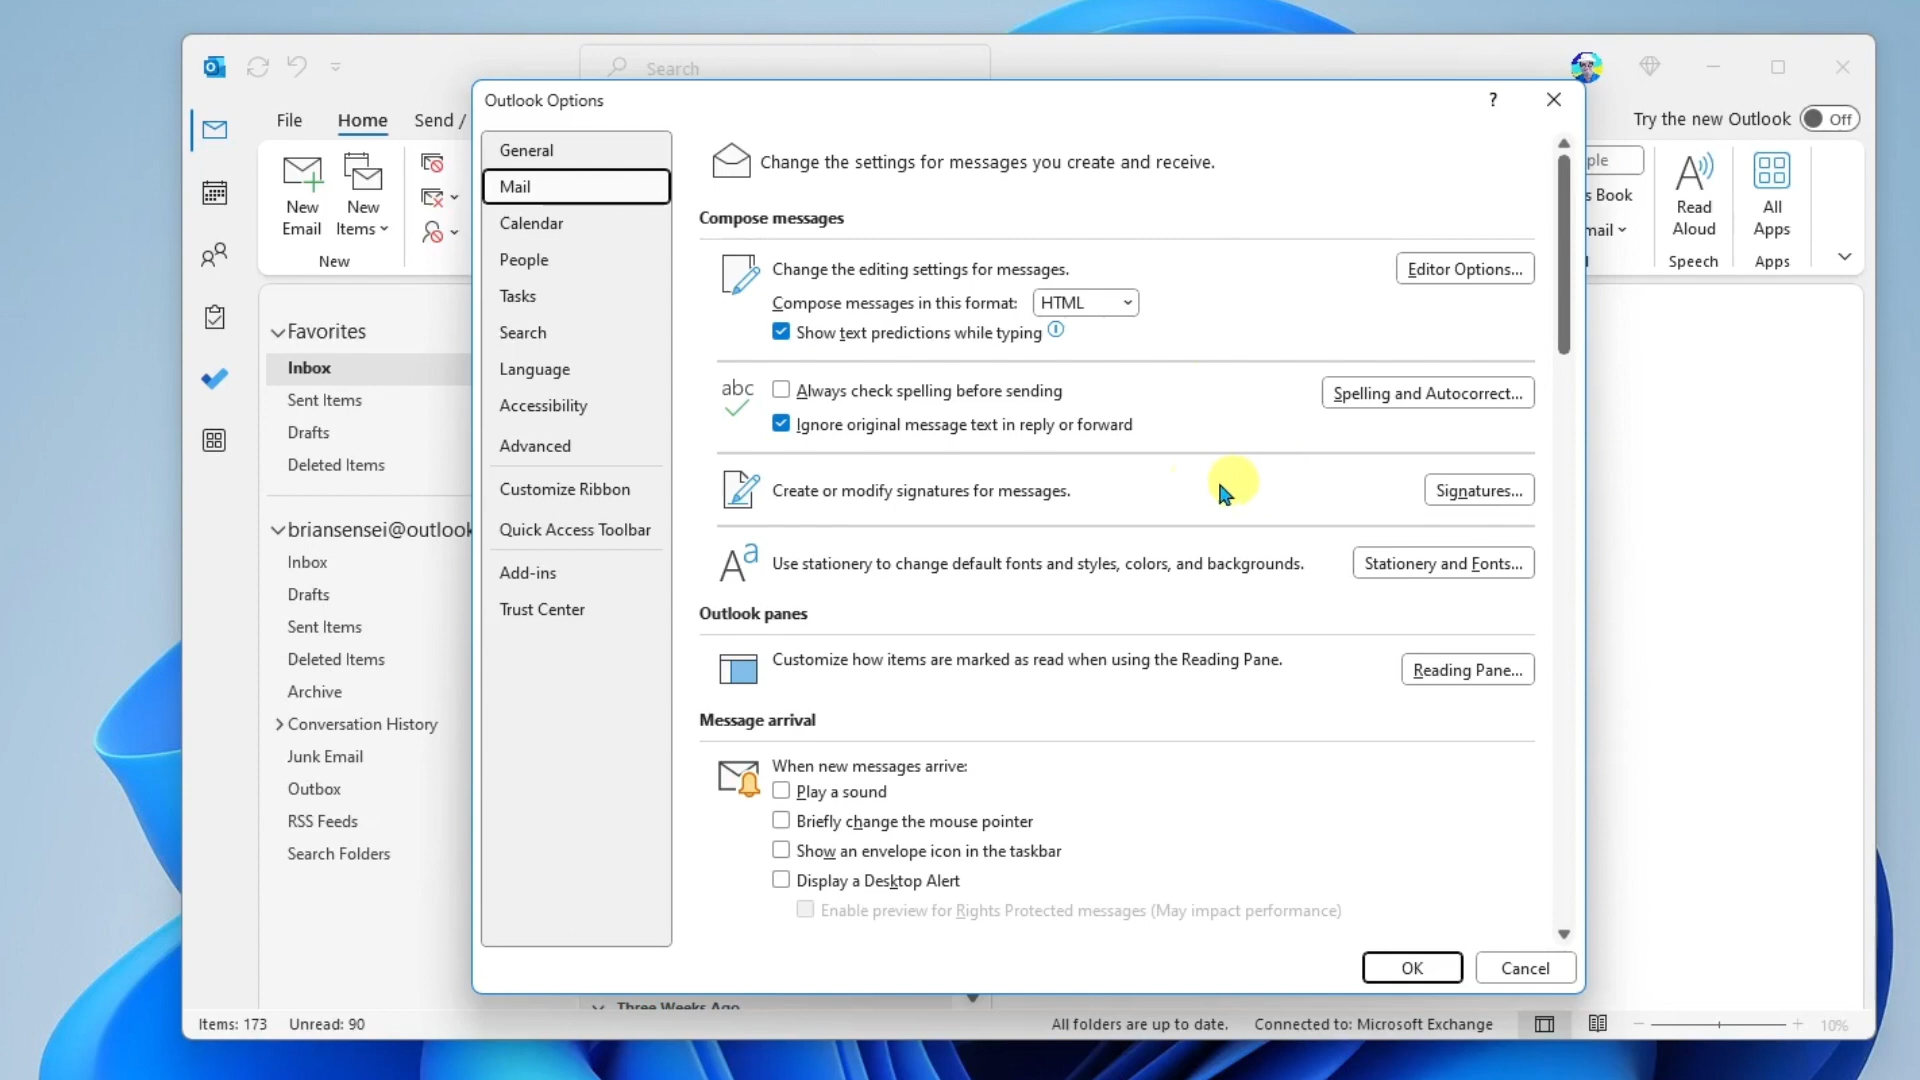 Search
Outlook Options
?
File
Home
Send /
Try the new Outlook
Off
New
Email
New
Items
New
ple
s Book
mail
Read
Aloud
Speech
All
Apps
Apps
Favorites
Inbox
Sent Items
Drafts
Deleted Items
briansensei@outlook
Inbox
Drafts
Sent Items
Deleted Items
Archive
Conversation History
Junk Email
Outbox
RSS Feeds
Search Folders
General
Mail
Calendar
People
Tasks
Search
Language
Accessibility
Advanced
Customize Ribbon
Quick Access Toolbar
Add-ins
Trust Center
Change the settings for messages you create and receive.
Compose messages
Change the editing settings for messages.
Editor Options...
Compose messages in this format:
HTML
Show text predictions while typing
abc
Always check spelling before sending
Spelling and Autocorrect...
Ignore original message text in reply or forward
Create or modify signatures for messages.
Signatures...
Aa
Use stationery to change default fonts and styles, colors, and backgrounds.
Stationery and Fonts...
Outlook panes
Customize how items are marked as read when using the Reading Pane.
Reading Pane...
Message arrival
When new messages arrive:
Play a sound
Briefly change the mouse pointer
Show an envelope icon in the taskbar
Display a Desktop Alert
Enable preview for Rights Protected messages (May impact performance)
OK
Cancel
Three Weeks Ago
Items: 173
Unread: 90
All folders are up to date.
Connected to: Microsoft Exchange
10%